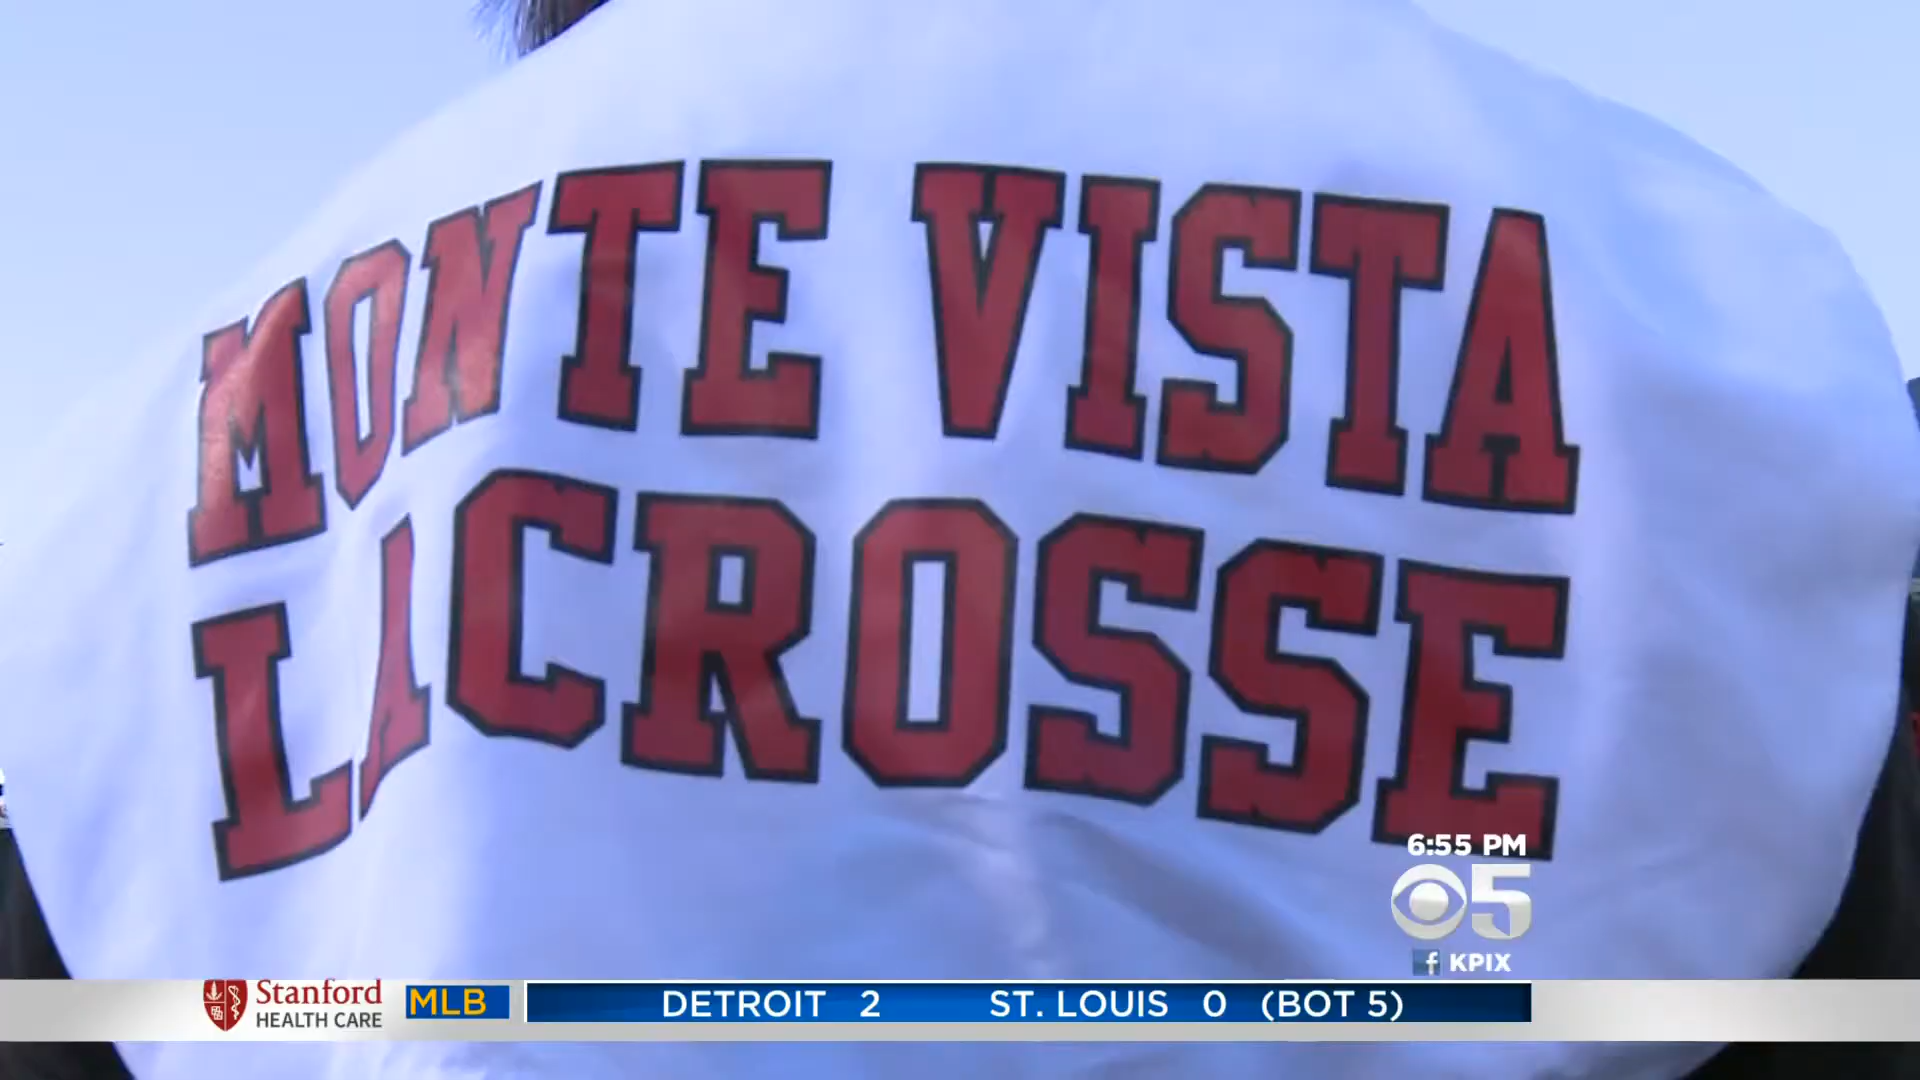 MONTE VISTA
LACROSSE
6:55 PM
5
f KPIX
Stanford
HEALTH CARE
MLB
DETROIT 2 ST. LOUIS 0 (BOT 5)